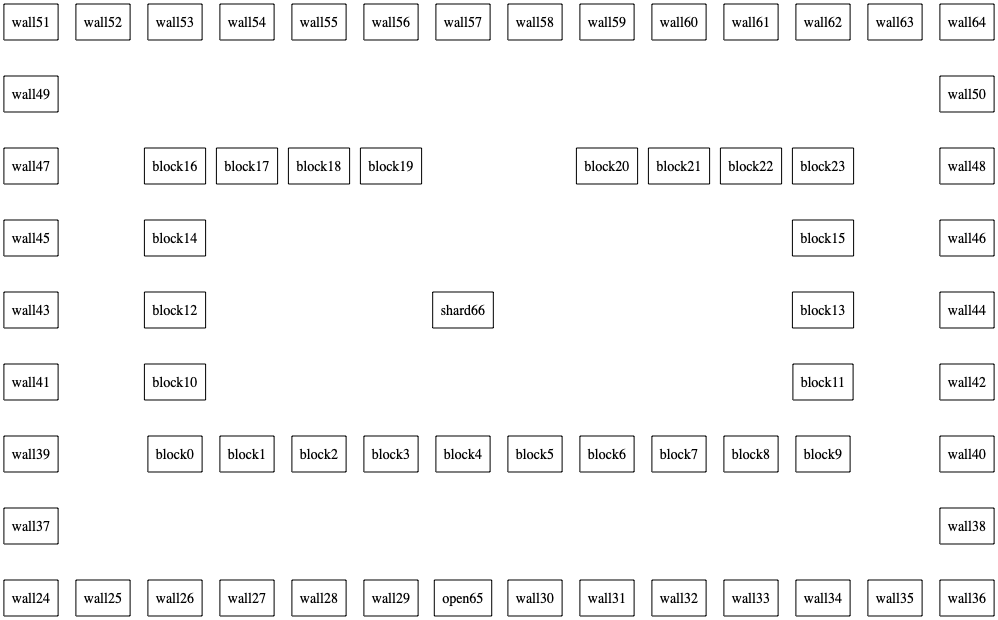 wall51 wall52 wall53 wall54 wall55 wall56 wall57 wall58 wall59 wall60 wall61 wall62 wall63 wall64
wall49 wall50
wall47 block16 block17 block18 block19 block20 block21 block22 block23 wall48
wall45 block14 block15 wall46
wall43 block12 shard66 block13 wall44
wall41 block10 block11 wall42
wall39 block0 block1 block2 block3 block4 block5 block6 block7 block8 block9 wall40
wall37 wall38
wall24 wall25 wall26 wall27 wall28 wall29 open65 wall30 wall31 wall32 wall33 wall34 wall35 wall36